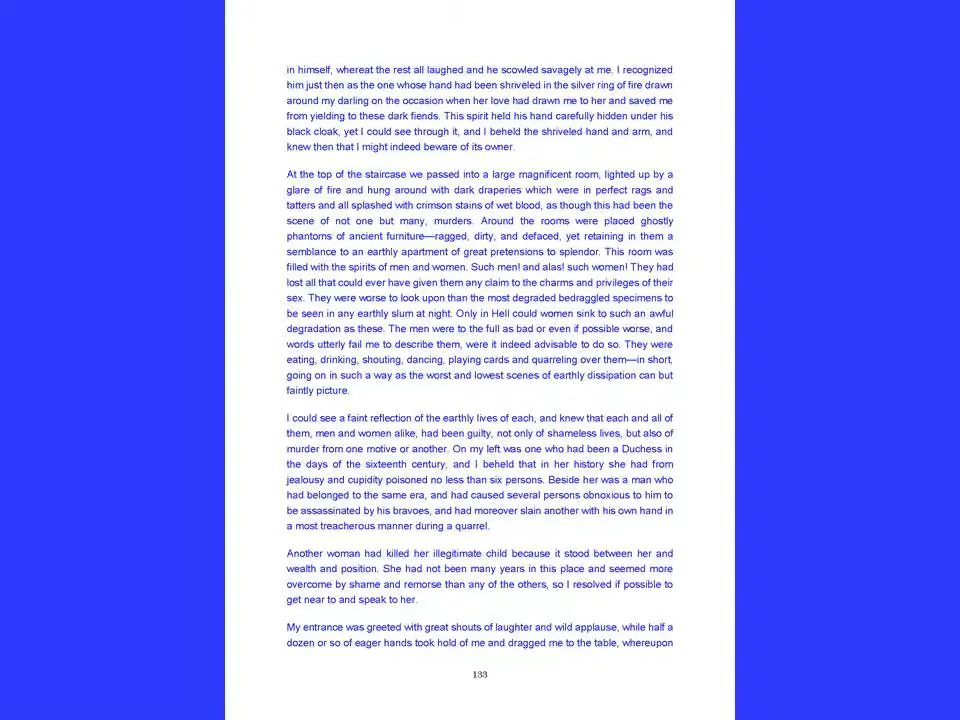 in himself, whereat the rest all laughed and he scowled savagely at me. I recognized
him just then as the one whose hand had been shriveled in the silver ring of fire drawn
around my darling on the occasion when her love had drawn me to her and saved me
from yielding to these dark fiends. This spirit held his hand carefully hidden under his
black cloak, yet I could see through it, and I beheld the shriveled hand and arm, and
knew then that I might indeed beware of its owner.
At the top of the staircase we passed into a large magnificent room, lighted up by a
glare of fire and hung around with dark draperies which were in perfect rags and
tatters and all splashed with crimson stains of wet blood, as though this had been the
scene of not one but many, murders. Around the rooms were placed ghostly
phantoms of ancient furniture—ragged, dirty, and defaced, yet retaining in them a
semblance to an earthly apartment of great pretensions to splendor. This room was
filled with the spirits of men and women. Such men! and alas! such women! They had
lost all that could ever have given them any claim to the charms and privileges of their
sex. They were worse to look upon than the most degraded bedraggled specimens to
be seen in any earthly slum at night. Only in Hell could women sink to such an awful
degradation as these. The men were to the full as bad or even if possible worse, and
words utterly fail me to describe them, were it indeed advisable to do so. They were
eating, drinking, shouting, dancing, playing cards and quarreling over them—in short,
going on in such a way as the worst and lowest scenes of earthly dissipation can but
faintly picture.
I could see a faint reflection of the earthly lives of each, and knew that each and all of
them, men and women alike, had been guilty, not only of shameless lives, but also of
murder from one motive or another. On my left was one who had been a Duchess in
the days of the sixteenth century, and I beheld that in her history she had from
jealousy and cupidity poisoned no less than six persons. Beside her was a man who
had belonged to the same era, and had caused several persons obnoxious to him to
be assassinated by his bravoes, and had moreover slain another with his own hand in
a most treacherous manner during a quarrel.
Another woman had killed her illegitimate child because it stood between her and
wealth and position. She had not been many years in this place and seemed more
overcome by shame and remorse than any of the others, so I resolved if possible to
get near to and speak to her.
My entrance was greeted with great shouts of laughter and wild applause, while half a
dozen or so of eager hands took hold of me and dragged me to the table, whereupon
133